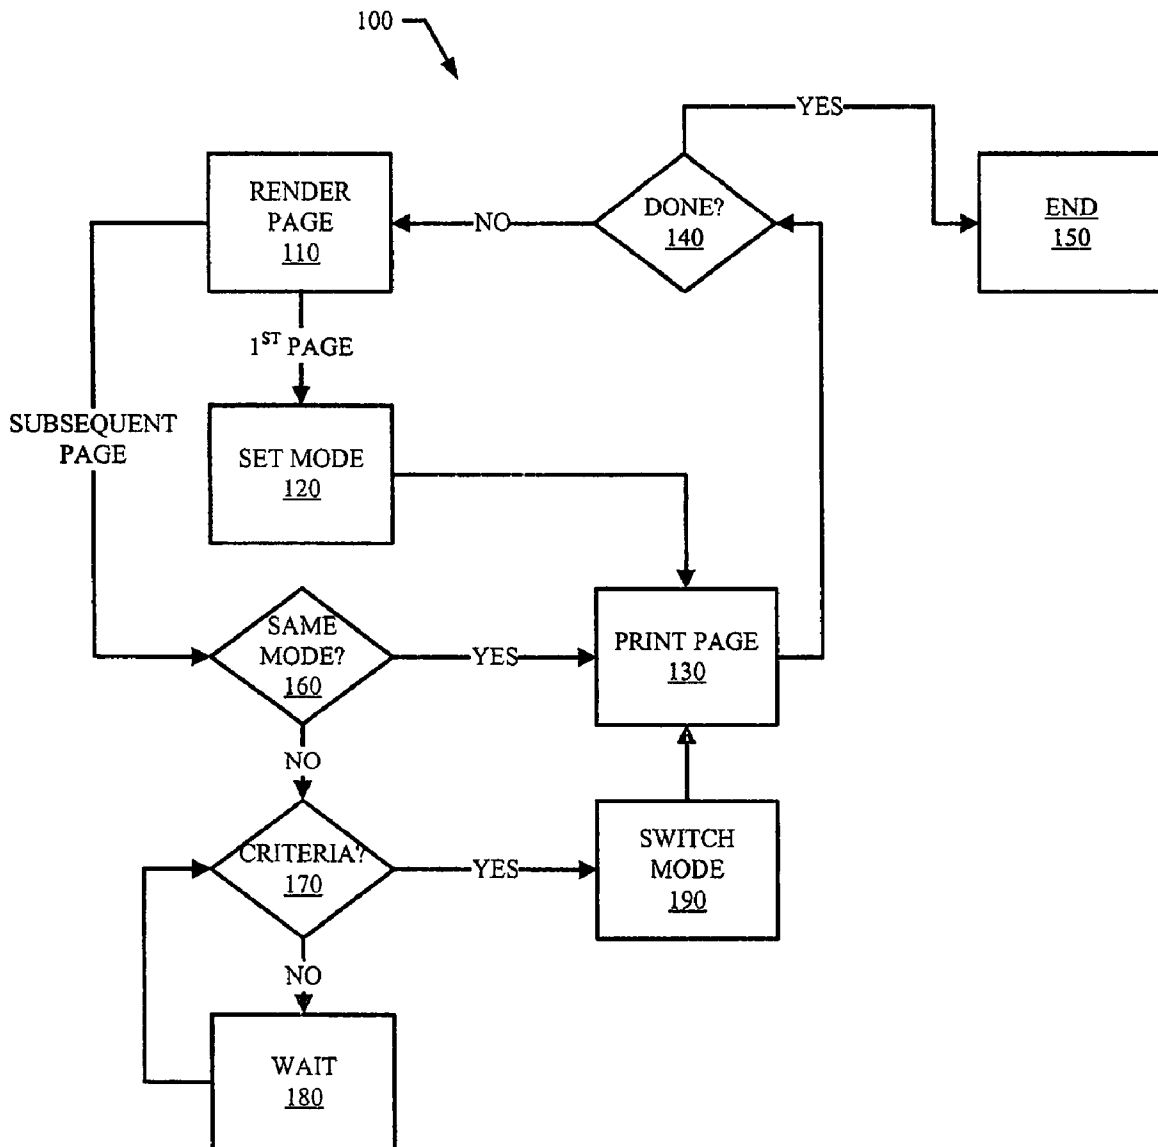 100
YES
RENDER
PAGE
110
NO
DONE?
140
END
150
1ST PAGE
SUBSEQUENT
PAGE
SET MODE
120
SAME
MODE?
160
YES
PRINT PAGE
130
NO
CRITERIA?
170
YES
SWITCH
MODE
190
NO
WAIT
180